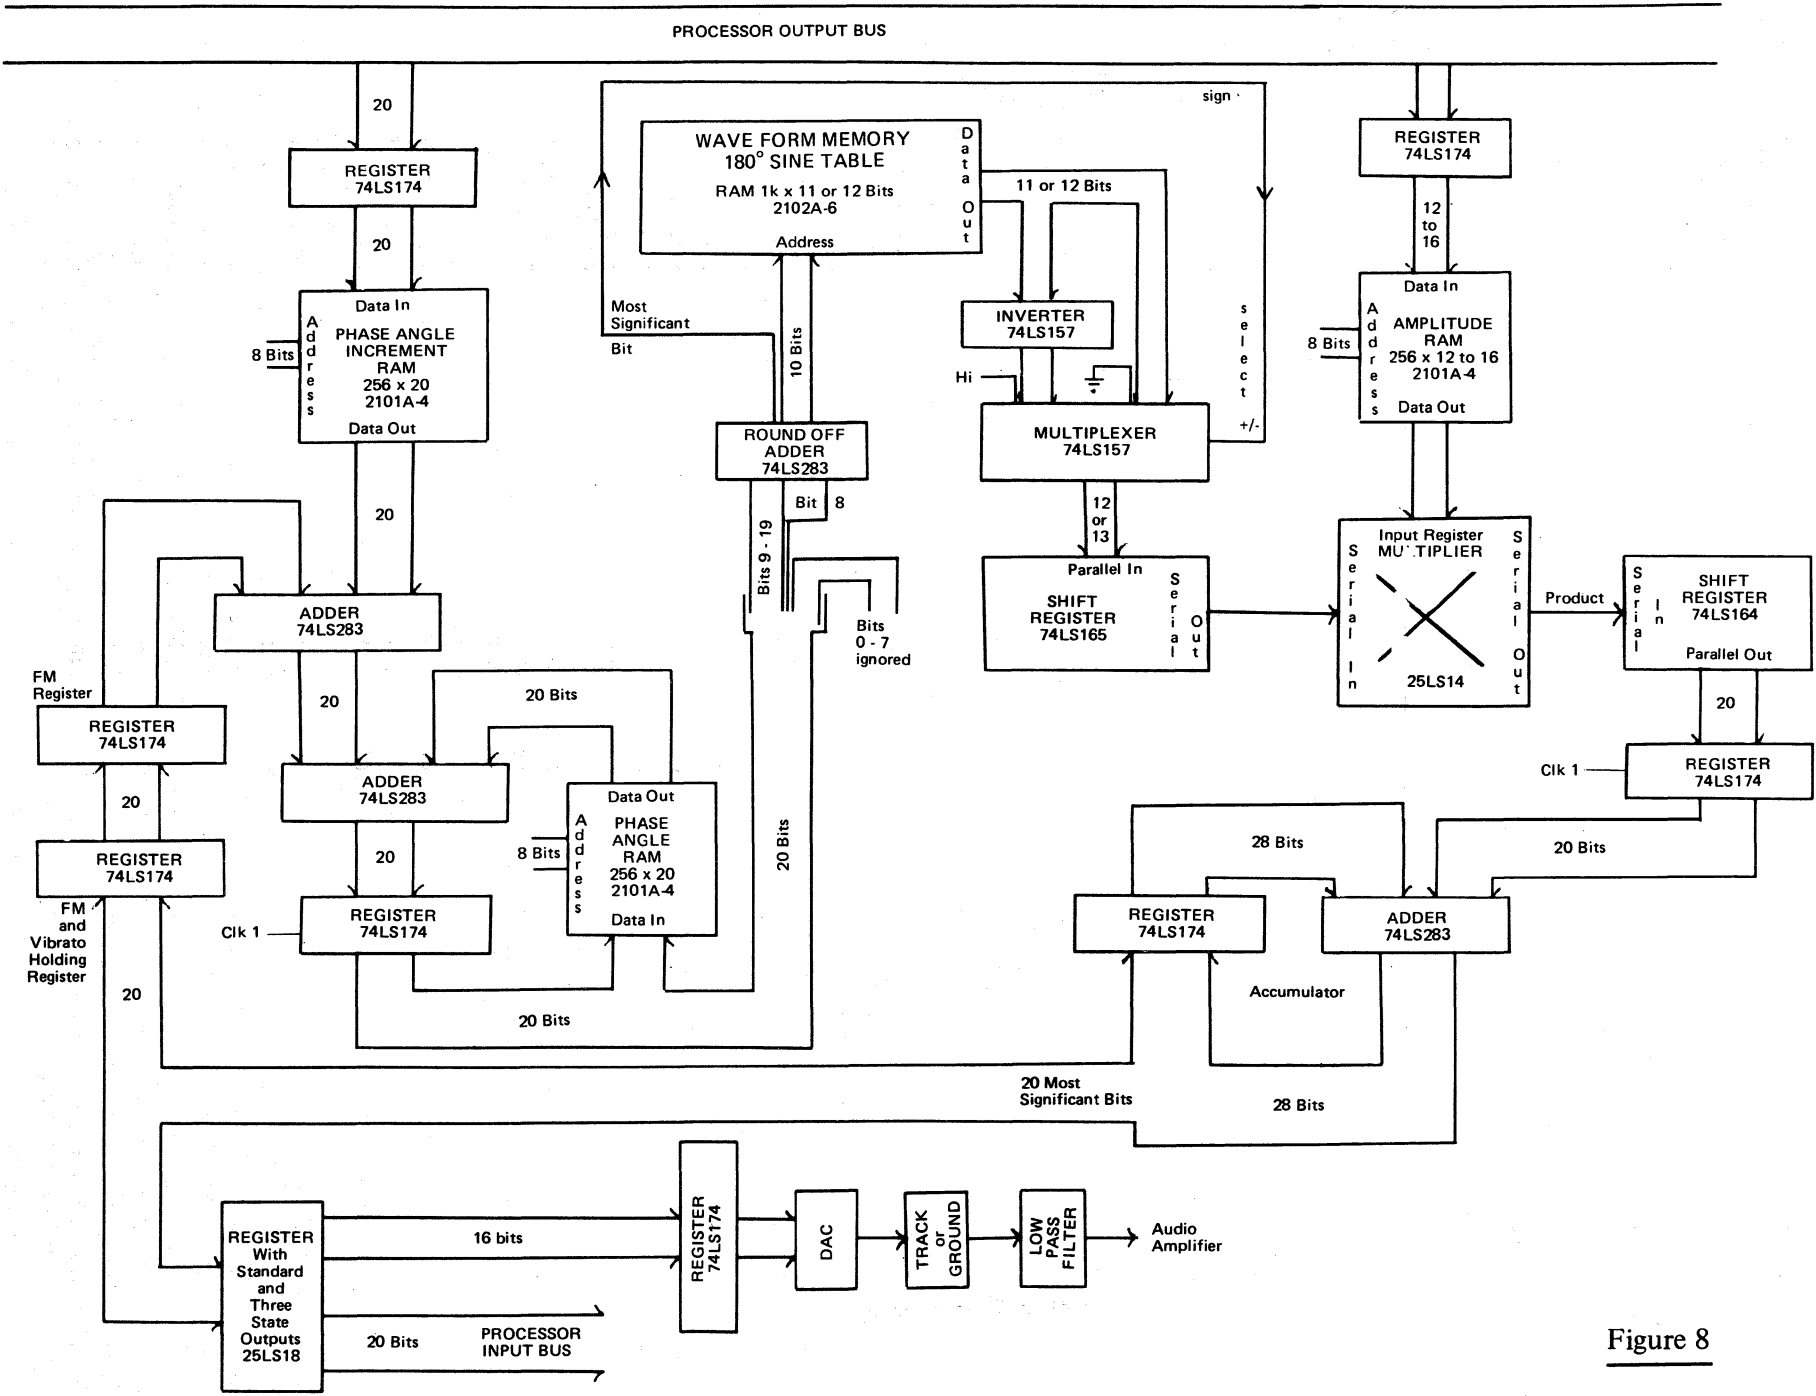 PROCESSOR OUTPUT BUS
20
REGISTER
74LS174
20
Data In
Address
8 Bits
PHASE ANGLE
INCREMENT
RAM
256 x 20
2101A-4
Data Out
20
ADDER
74LS283
20
FM
Register
REGISTER
74LS174
20
REGISTER
74LS174
FM
and
Vibrato
Holding
Register
20
ADDER
74LS283
20
Clk 1
REGISTER
74LS174
20 Bits
Data Out
Address
8 Bits
PHASE
ANGLE
RAM
256 x 20
2101A-4
Data In
20 Bits
20 Bits
WAVE FORM MEMORY
180° SINE TABLE
RAM 1k x 11 or 12 Bits
2102A-6
Address
Data Out
sign
Most
Significant
Bit
10 Bits
ROUND OFF
ADDER
74LS283
Bit 8
Bits 9 - 19
Bits
0 - 7
ignored
11 or 12 Bits
INVERTER
74LS157
Hi
select
+/-
MULTIPLEXER
74LS157
12
or
13
Parallel In
SHIFT
REGISTER
74LS165
Serial Out
REGISTER
74LS174
12
to
16
Data In
Address
8 Bits
AMPLITUDE
RAM
256 x 12 to 16
2101A-4
Data Out
Input Register
MU TIPLIER
Serial In
Serial Out
25LS14
Product
Serial In
SHIFT
REGISTER
74LS164
Parallel Out
20
Clk 1
REGISTER
74LS174
28 Bits
20 Bits
REGISTER
74LS174
ADDER
74LS283
Accumulator
20 Most
Significant Bits
28 Bits
REGISTER
With
Standard
and
Three
State
Outputs
25LS18
16 bits
20 Bits
PROCESSOR
INPUT BUS
REGISTER
74LS174
DAC
TRACK
or
GROUND
LOW
PASS
FILTER
Audio
Amplifier
Figure 8